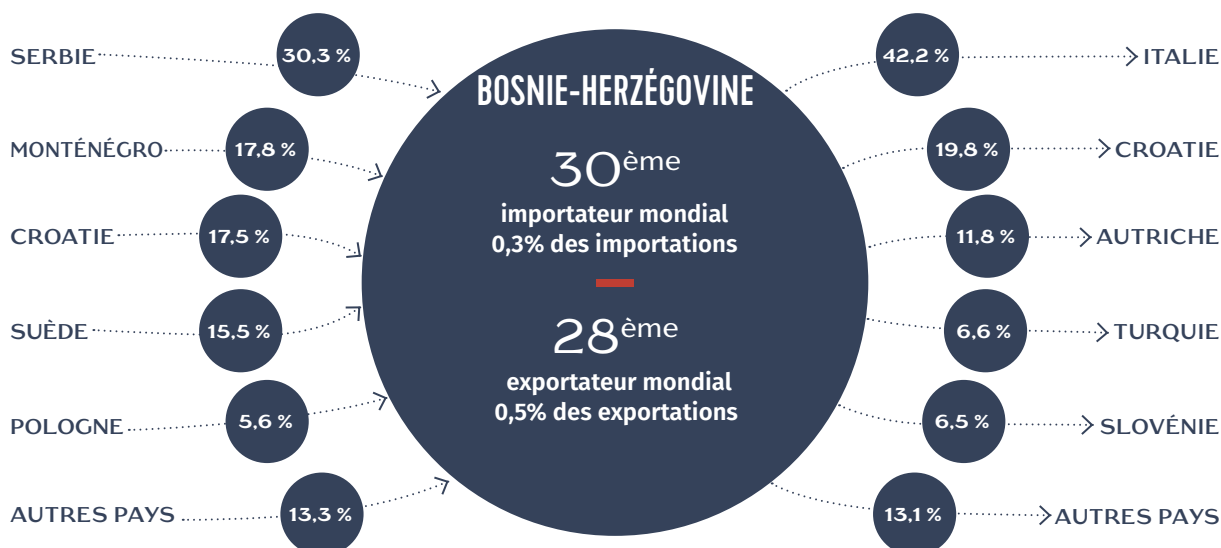 SERBIE
30,3 %
MONTÉNÉGRO
17,8 %
CROATIE
17,5 %
SUÈDE
15,5 %
POLOGNE
5,6 %
AUTRES PAYS
13,3 %
BOSNIE-HERZÉGOVINE
30ème
importateur mondial
0,3% des importations
28ème
exportateur mondial
0,5% des exportations
42,2 %
ITALIE
19,8 %
CROATIE
11,8 %
AUTRICHE
6,6 %
TURQUIE
6,5 %
SLOVÉNIE
13,1 %
AUTRES PAYS